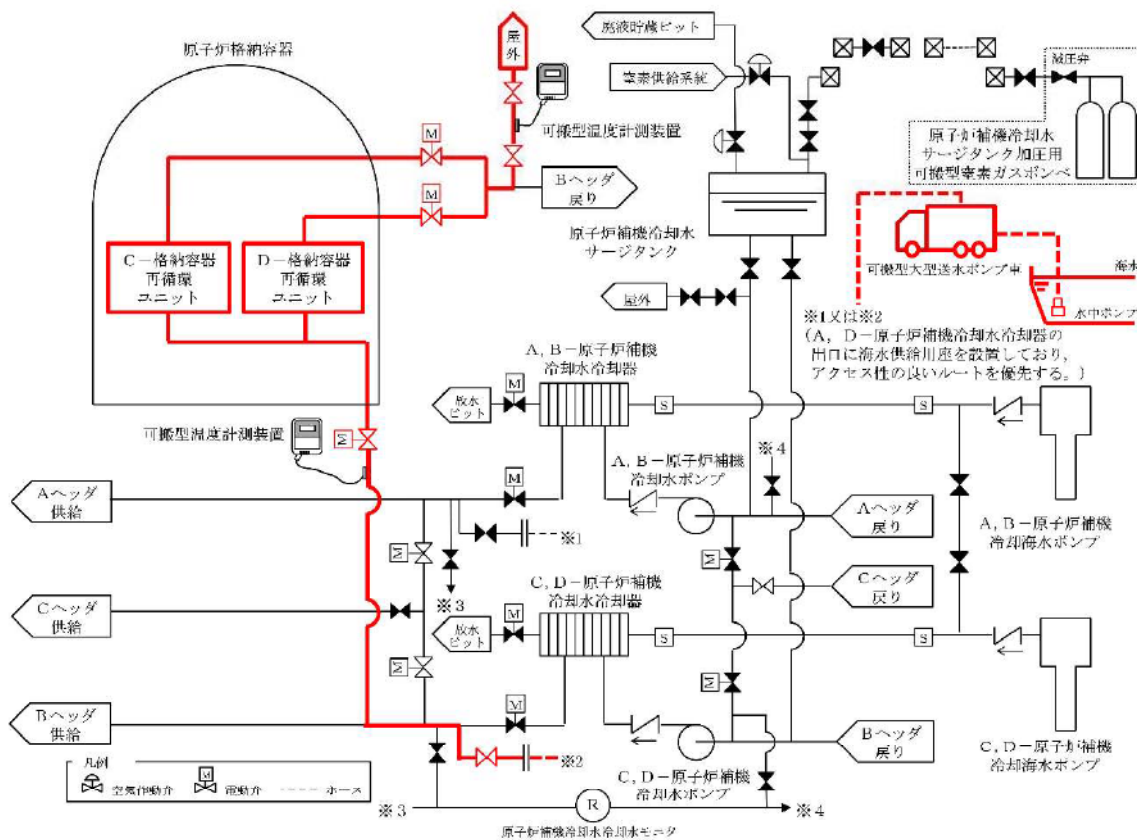 原子炉格納容器
屋外
可搬型温度計測装置
Bヘッダ
戻り
C－格納容器
再循環
ユニット
D－格納容器
再循環
ユニット
廃液貯蔵ピット
窒素供給系統
減圧弁
原子炉補機冷却水
サージタンク加圧用
可搬型窒素ガスボンベ
原子炉補機冷却水
サージタンク
可搬型大型送水ポンプ車
海水
水中ポンプ
屋外
※1又は※2
(A, D－原子炉補機冷却水冷却器の
出口に海水供給用座を設置しており,
アクセス性の良いルートを優先する。)
A, B－原子炉補機
冷却水冷却器
放水
ピット
M
S
S
可搬型温度計測装置
A, B－原子炉補機
冷却水ポンプ
※4
Aヘッダ
供給
※1
Aヘッダ
戻り
A, B－原子炉補機
冷却海水ポンプ
※3
Cヘッダ
供給
C, D－原子炉補機
冷却水冷却器
放水
ピット
M
S
S
Cヘッダ
戻り
Bヘッダ
供給
※2
Bヘッダ
戻り
C, D－原子炉補機
冷却海水ポンプ
C, D－原子炉補機
冷却水ポンプ
凡例
空気作動弁
M
電動弁
ホース
※3
R
※4
原子炉補機冷却水冷却水モニタ